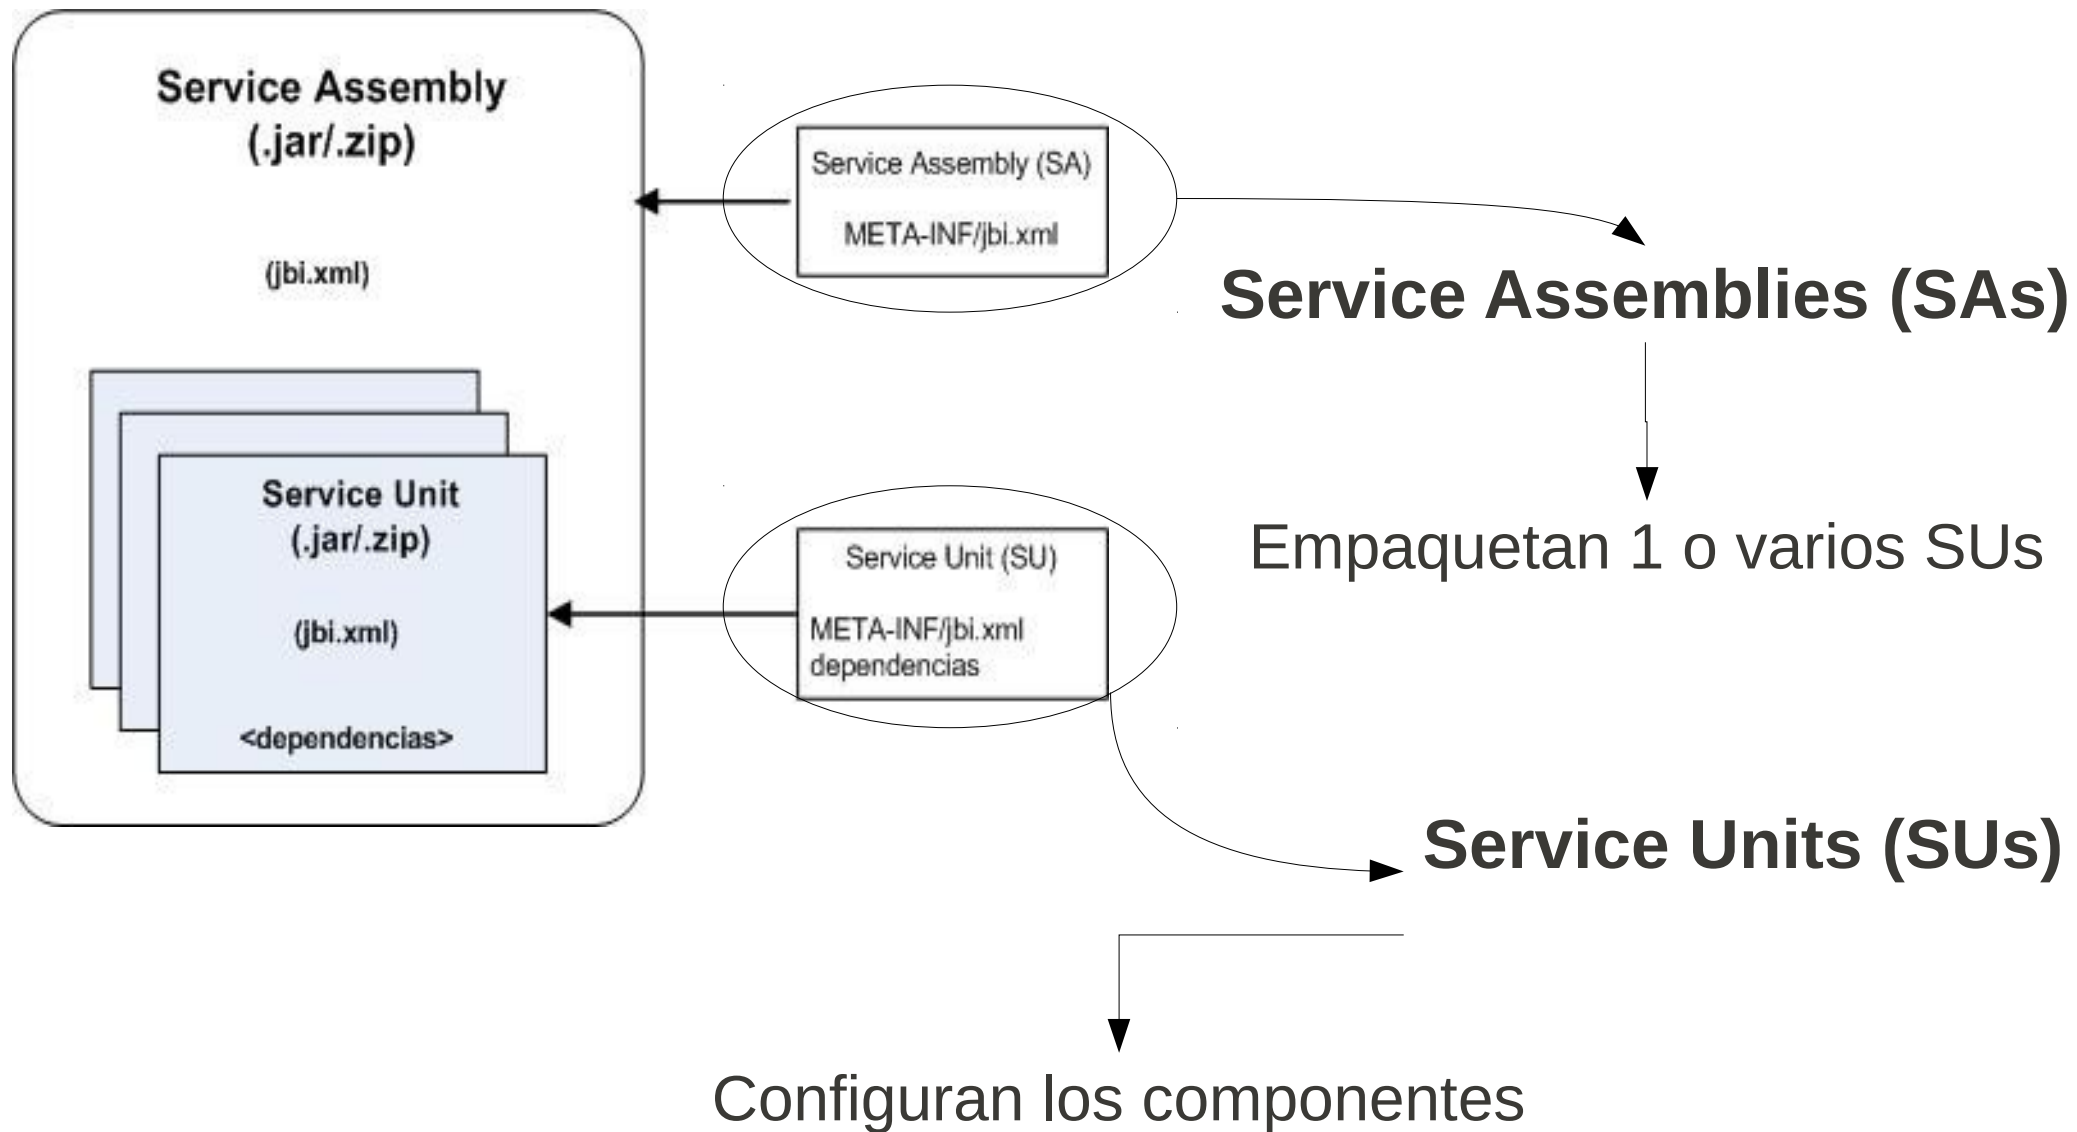 Service Assembly
(.jar/.zip)
(jbi.xml)
Service Unit
(.jar/.zip)
(jbi.xml)
<dependencias>
Service Assembly (SA)
META-INF/jbi.xml
Service Unit (SU)
META-INF/jbi.xml
dependencias
Service Assemblies (SAs)
Empaquetan 1 o varios SUs
Service Units (SUs)
Configuran los componentes